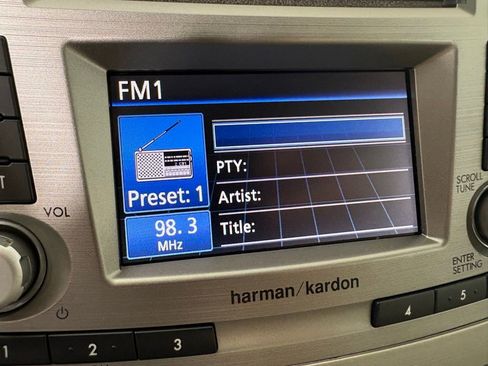 FM1
PTY:
Preset: 1
Artist:
98.3
MHz
Title:
VOL
SCROLL
TUNE
ENTER
SETTING
harman/kardon
1
2
3
4
5
T